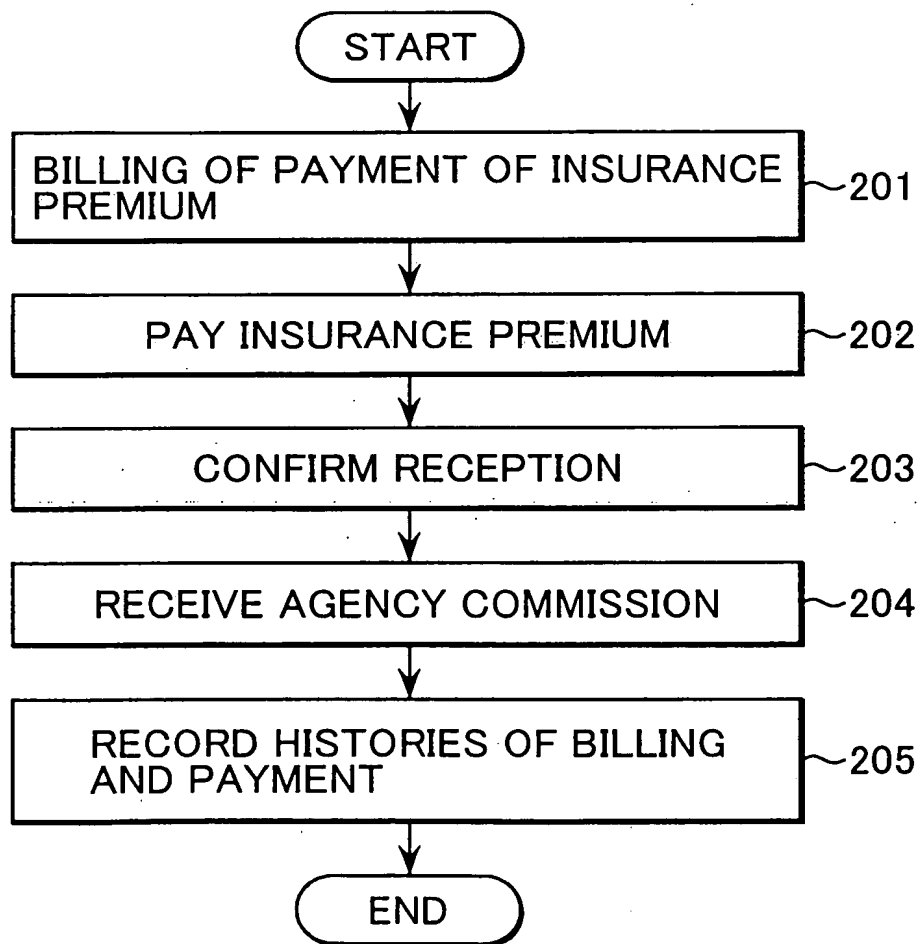 START
BILLING OF PAYMENT OF INSURANCE
PREMIUM
201
PAY INSURANCE PREMIUM
202
CONFIRM RECEPTION
203
RECEIVE AGENCY COMMISSION
204
RECORD HISTORIES OF BILLING
AND PAYMENT
205
END